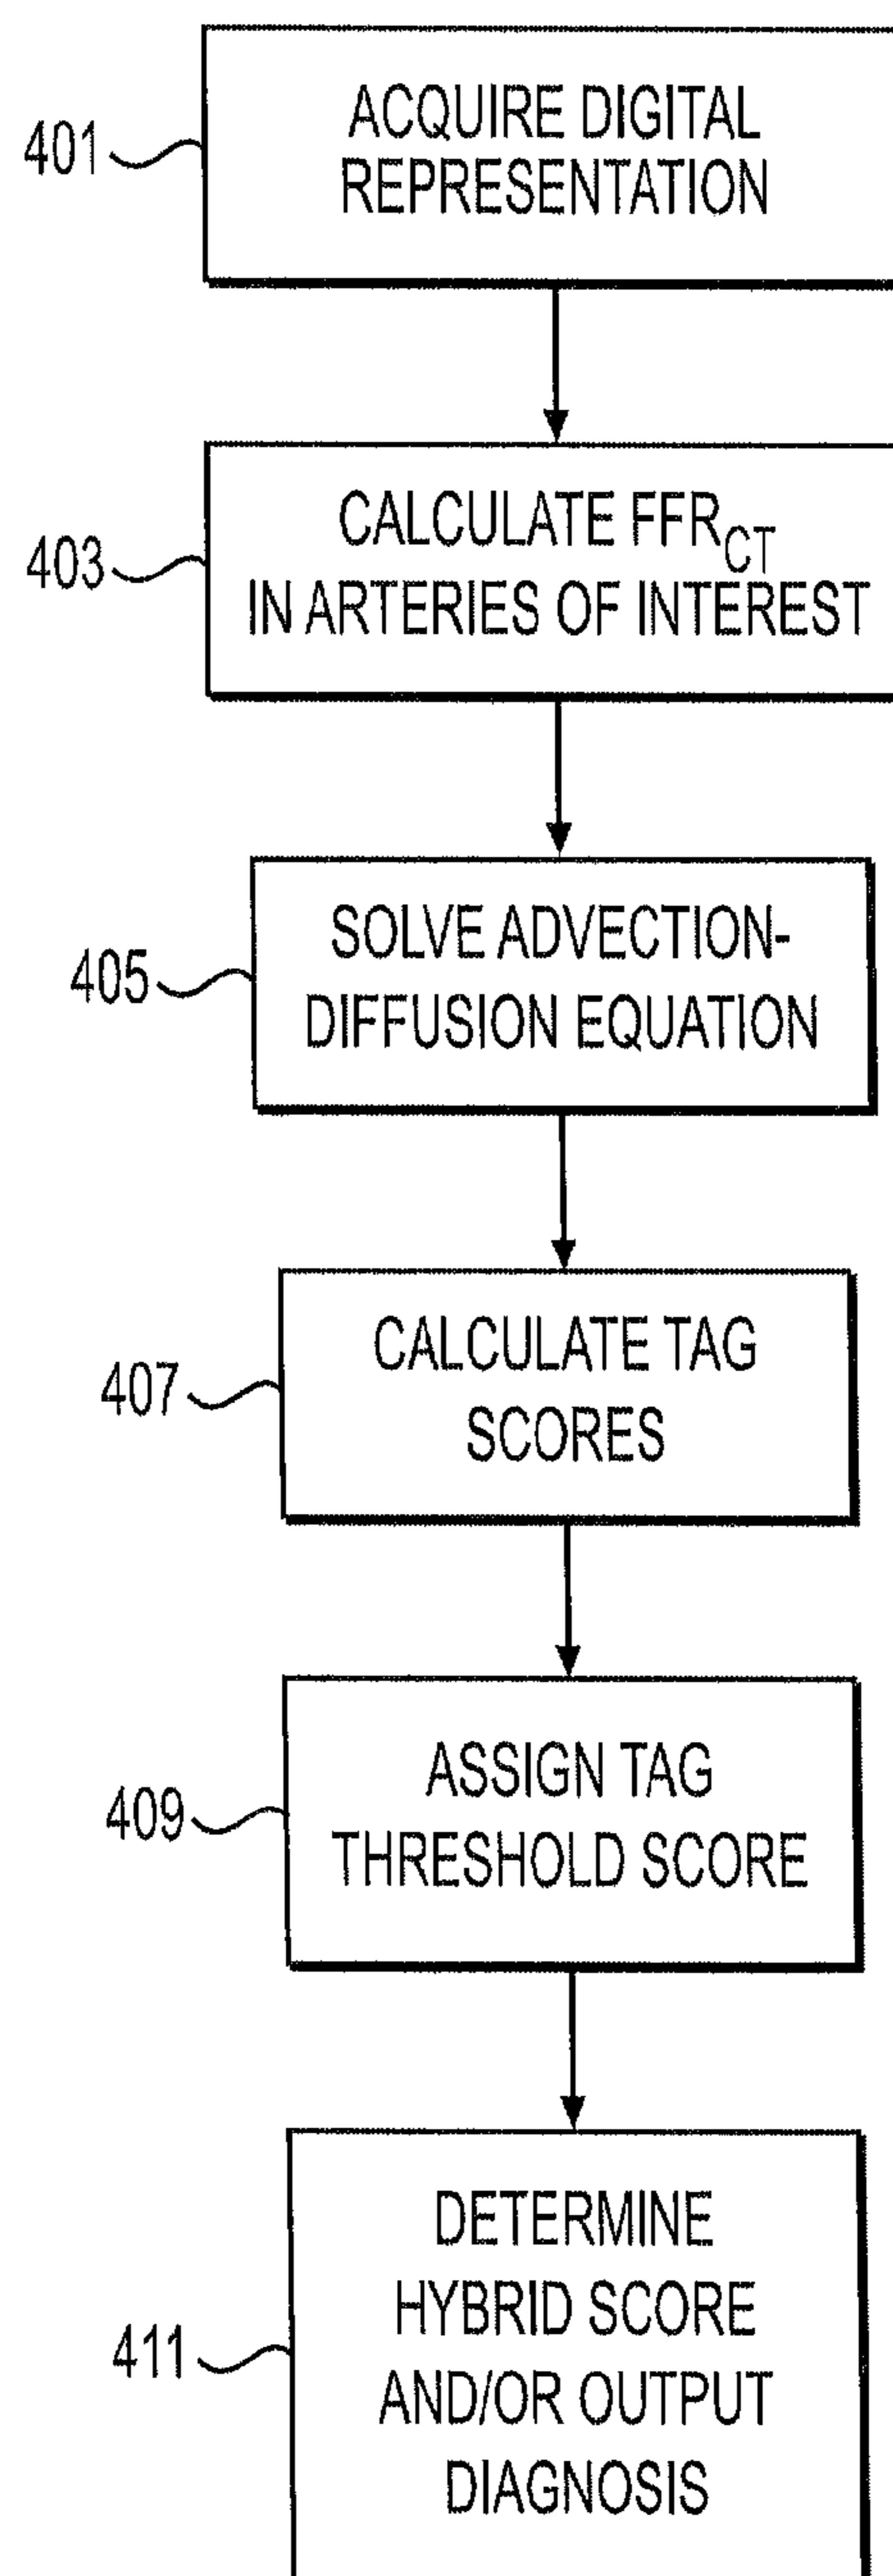 401
ACQUIRE DIGITAL
REPRESENTATION
403
CALCULATE FFRCT
IN ARTERIES OF INTEREST
405
SOLVE ADVECTION-
DIFFUSION EQUATION
407
CALCULATE TAG
SCORES
409
ASSIGN TAG
THRESHOLD SCORE
411
DETERMINE
HYBRID SCORE
AND/OR OUTPUT
DIAGNOSIS